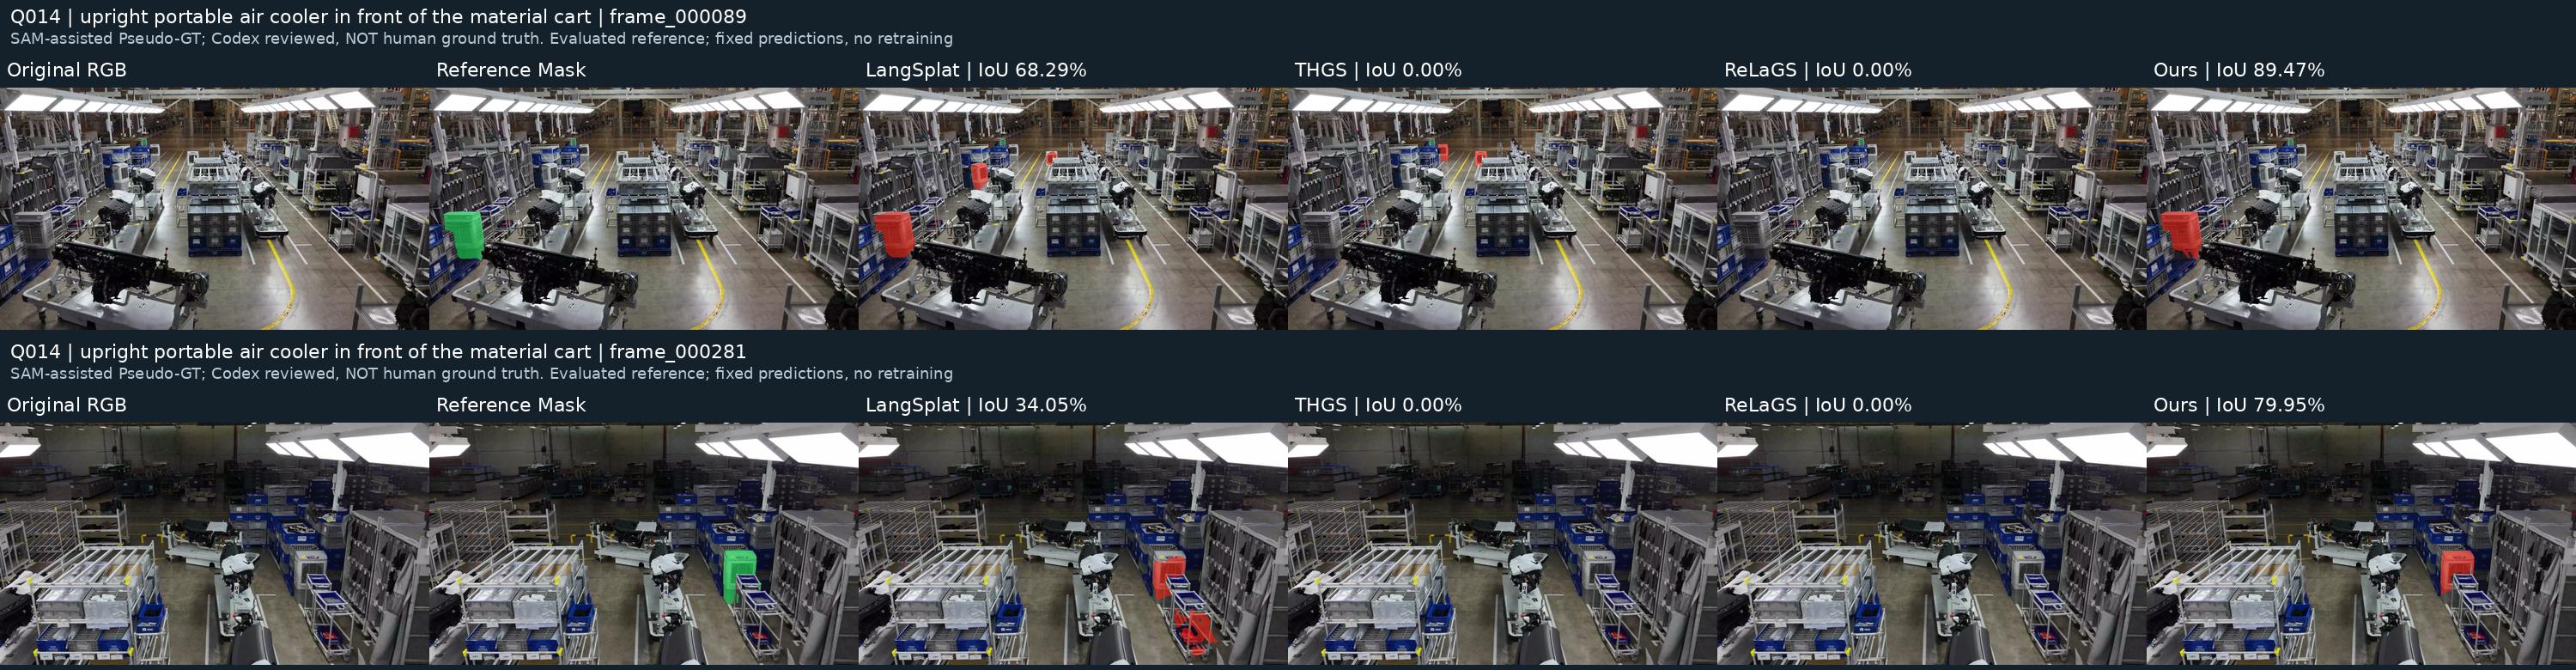 Q014 | upright portable air cooler in front of the material cart | frame_000089
SAM-assisted Pseudo-GT; Codex reviewed, NOT human ground truth. Evaluated reference; fixed predictions, no retraining
Original RGB
Reference Mask
LangSplat | IoU 68.29%
THGS | IoU 0.00%
ReLaGS | IoU 0.00%
Ours | IoU 89.47%
Q014 | upright portable air cooler in front of the material cart | frame_000281
SAM-assisted Pseudo-GT; Codex reviewed, NOT human ground truth. Evaluated reference; fixed predictions, no retraining
Original RGB
Reference Mask
LangSplat | IoU 34.05%
THGS | IoU 0.00%
ReLaGS | IoU 0.00%
Ours | IoU 79.95%